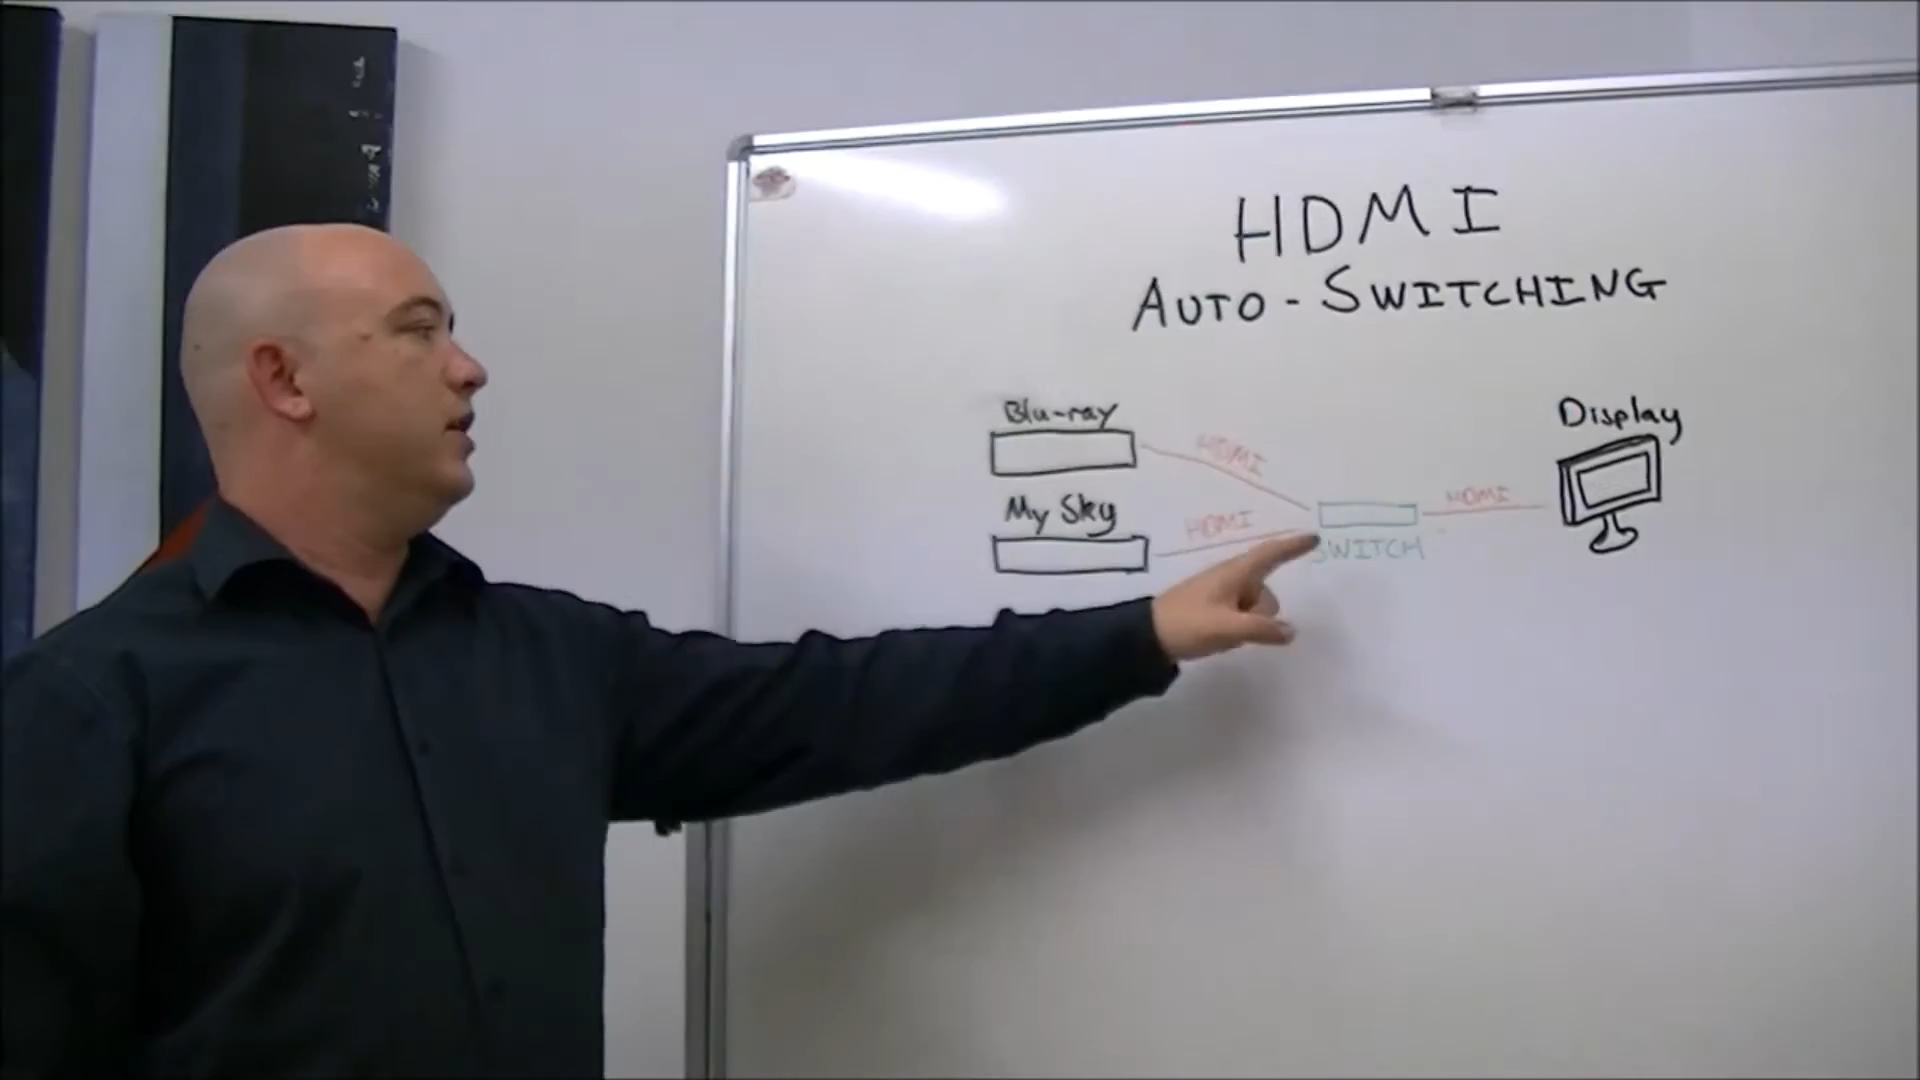 HDMI
AUTO-SWITCHING
Blu-ray
Display
HDMI
My Sky
HDMI
HDMI
SWITCH